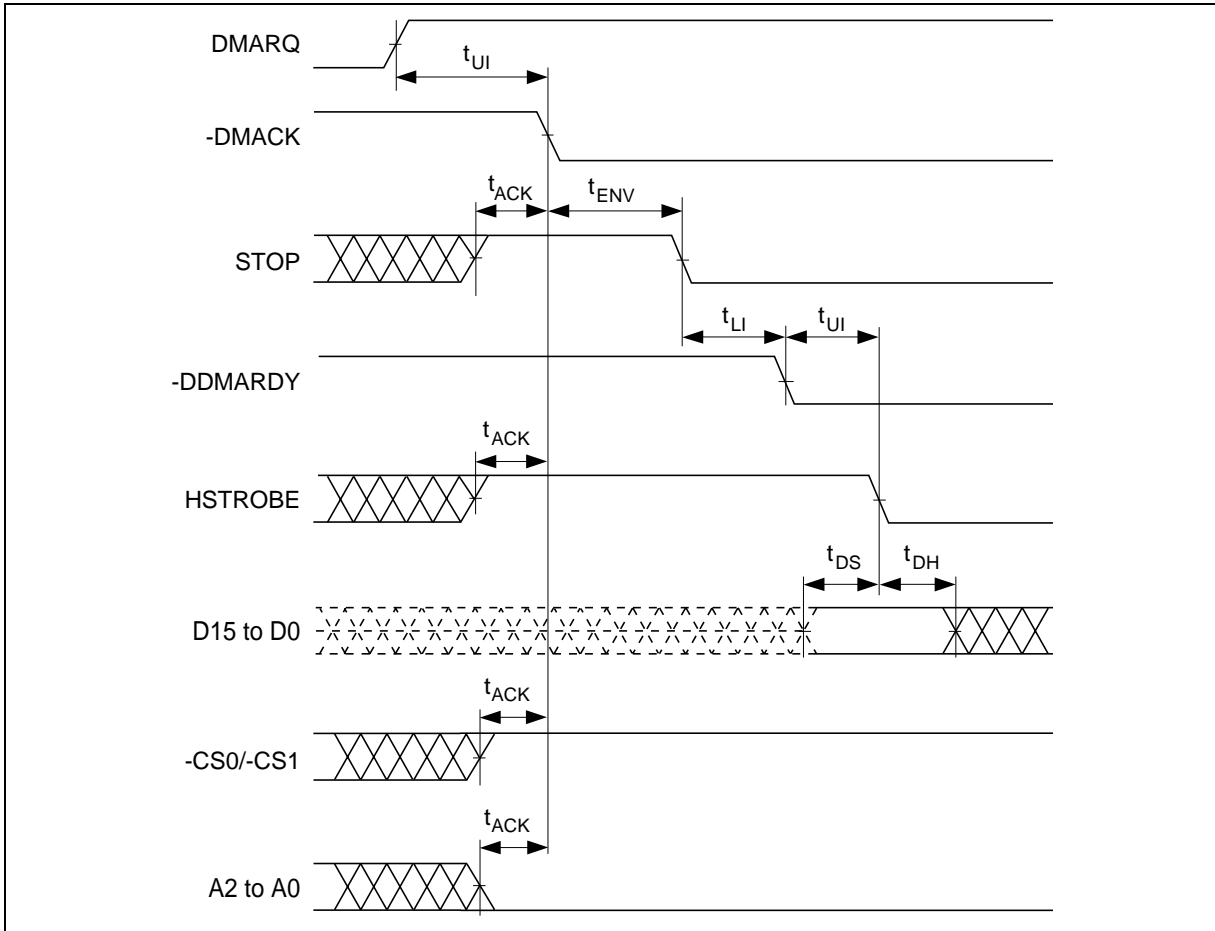 DMARQ
tUI
-DMACK
tACK
tENV
STOP
tLI
tUI
-DDMARDY
tACK
HSTROBE
tDS
tDH
D15 to D0
tACK
-CS0/-CS1
tACK
A2 to A0